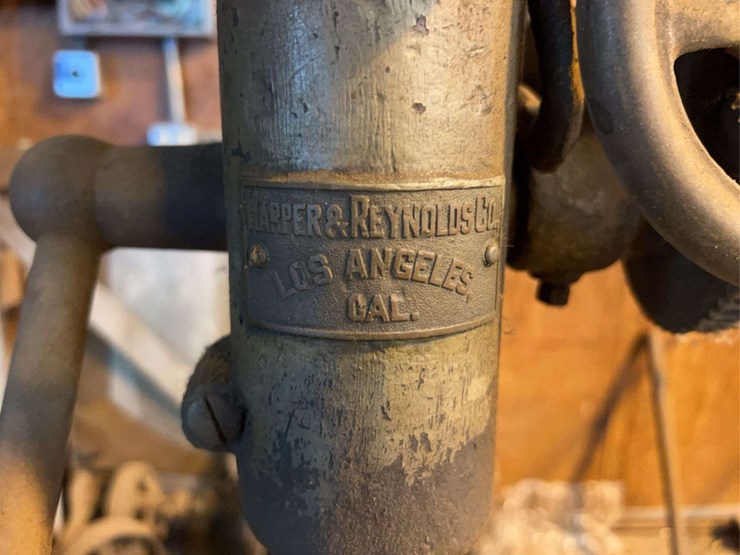 HARPER & REYNOLDS CO.
LOS ANGELES,
CAL.